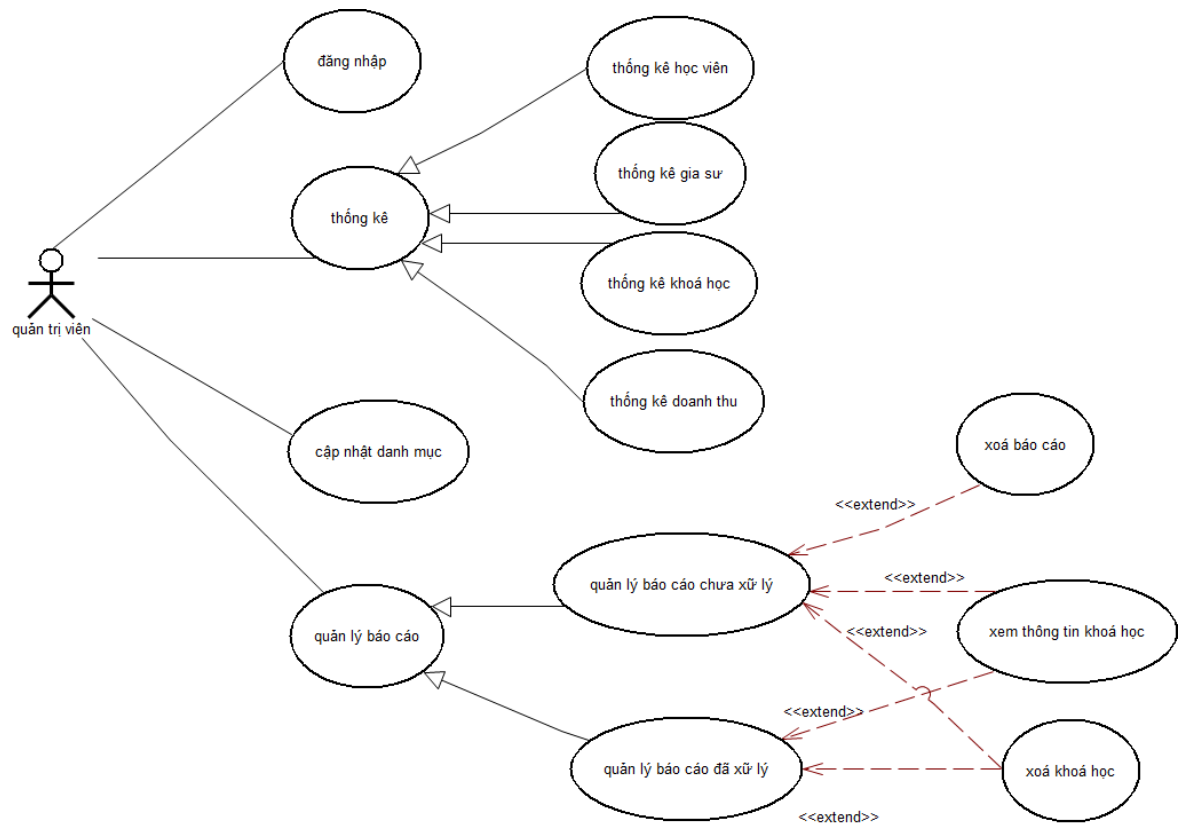 đăng nhập
thống kê học viên
thống kê gia sư
thống kê
thống kê khoá học
quản trị viên
thống kê doanh thu
cập nhật danh mục
xoá báo cáo
<<extend>>
quản lý báo cáo chưa xữ lý
<<extend>>
<<extend>>
xem thông tin khoá học
quản lý báo cáo
<<extend>>
quản lý báo cáo đã xữ lý
xoá khoá học
<<extend>>